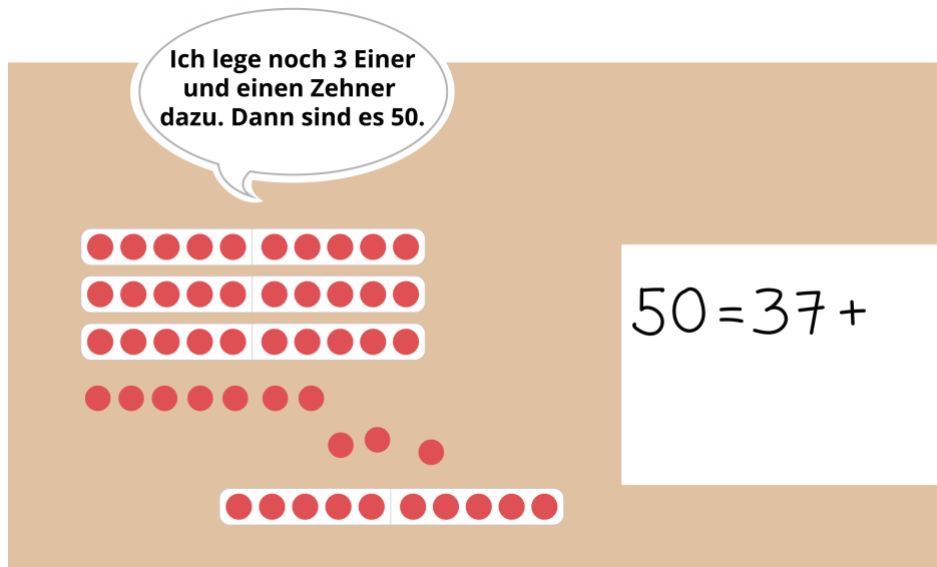 Ich lege noch 3 Einer
und einen Zehner
dazu. Dann sind es 50.
50=37+